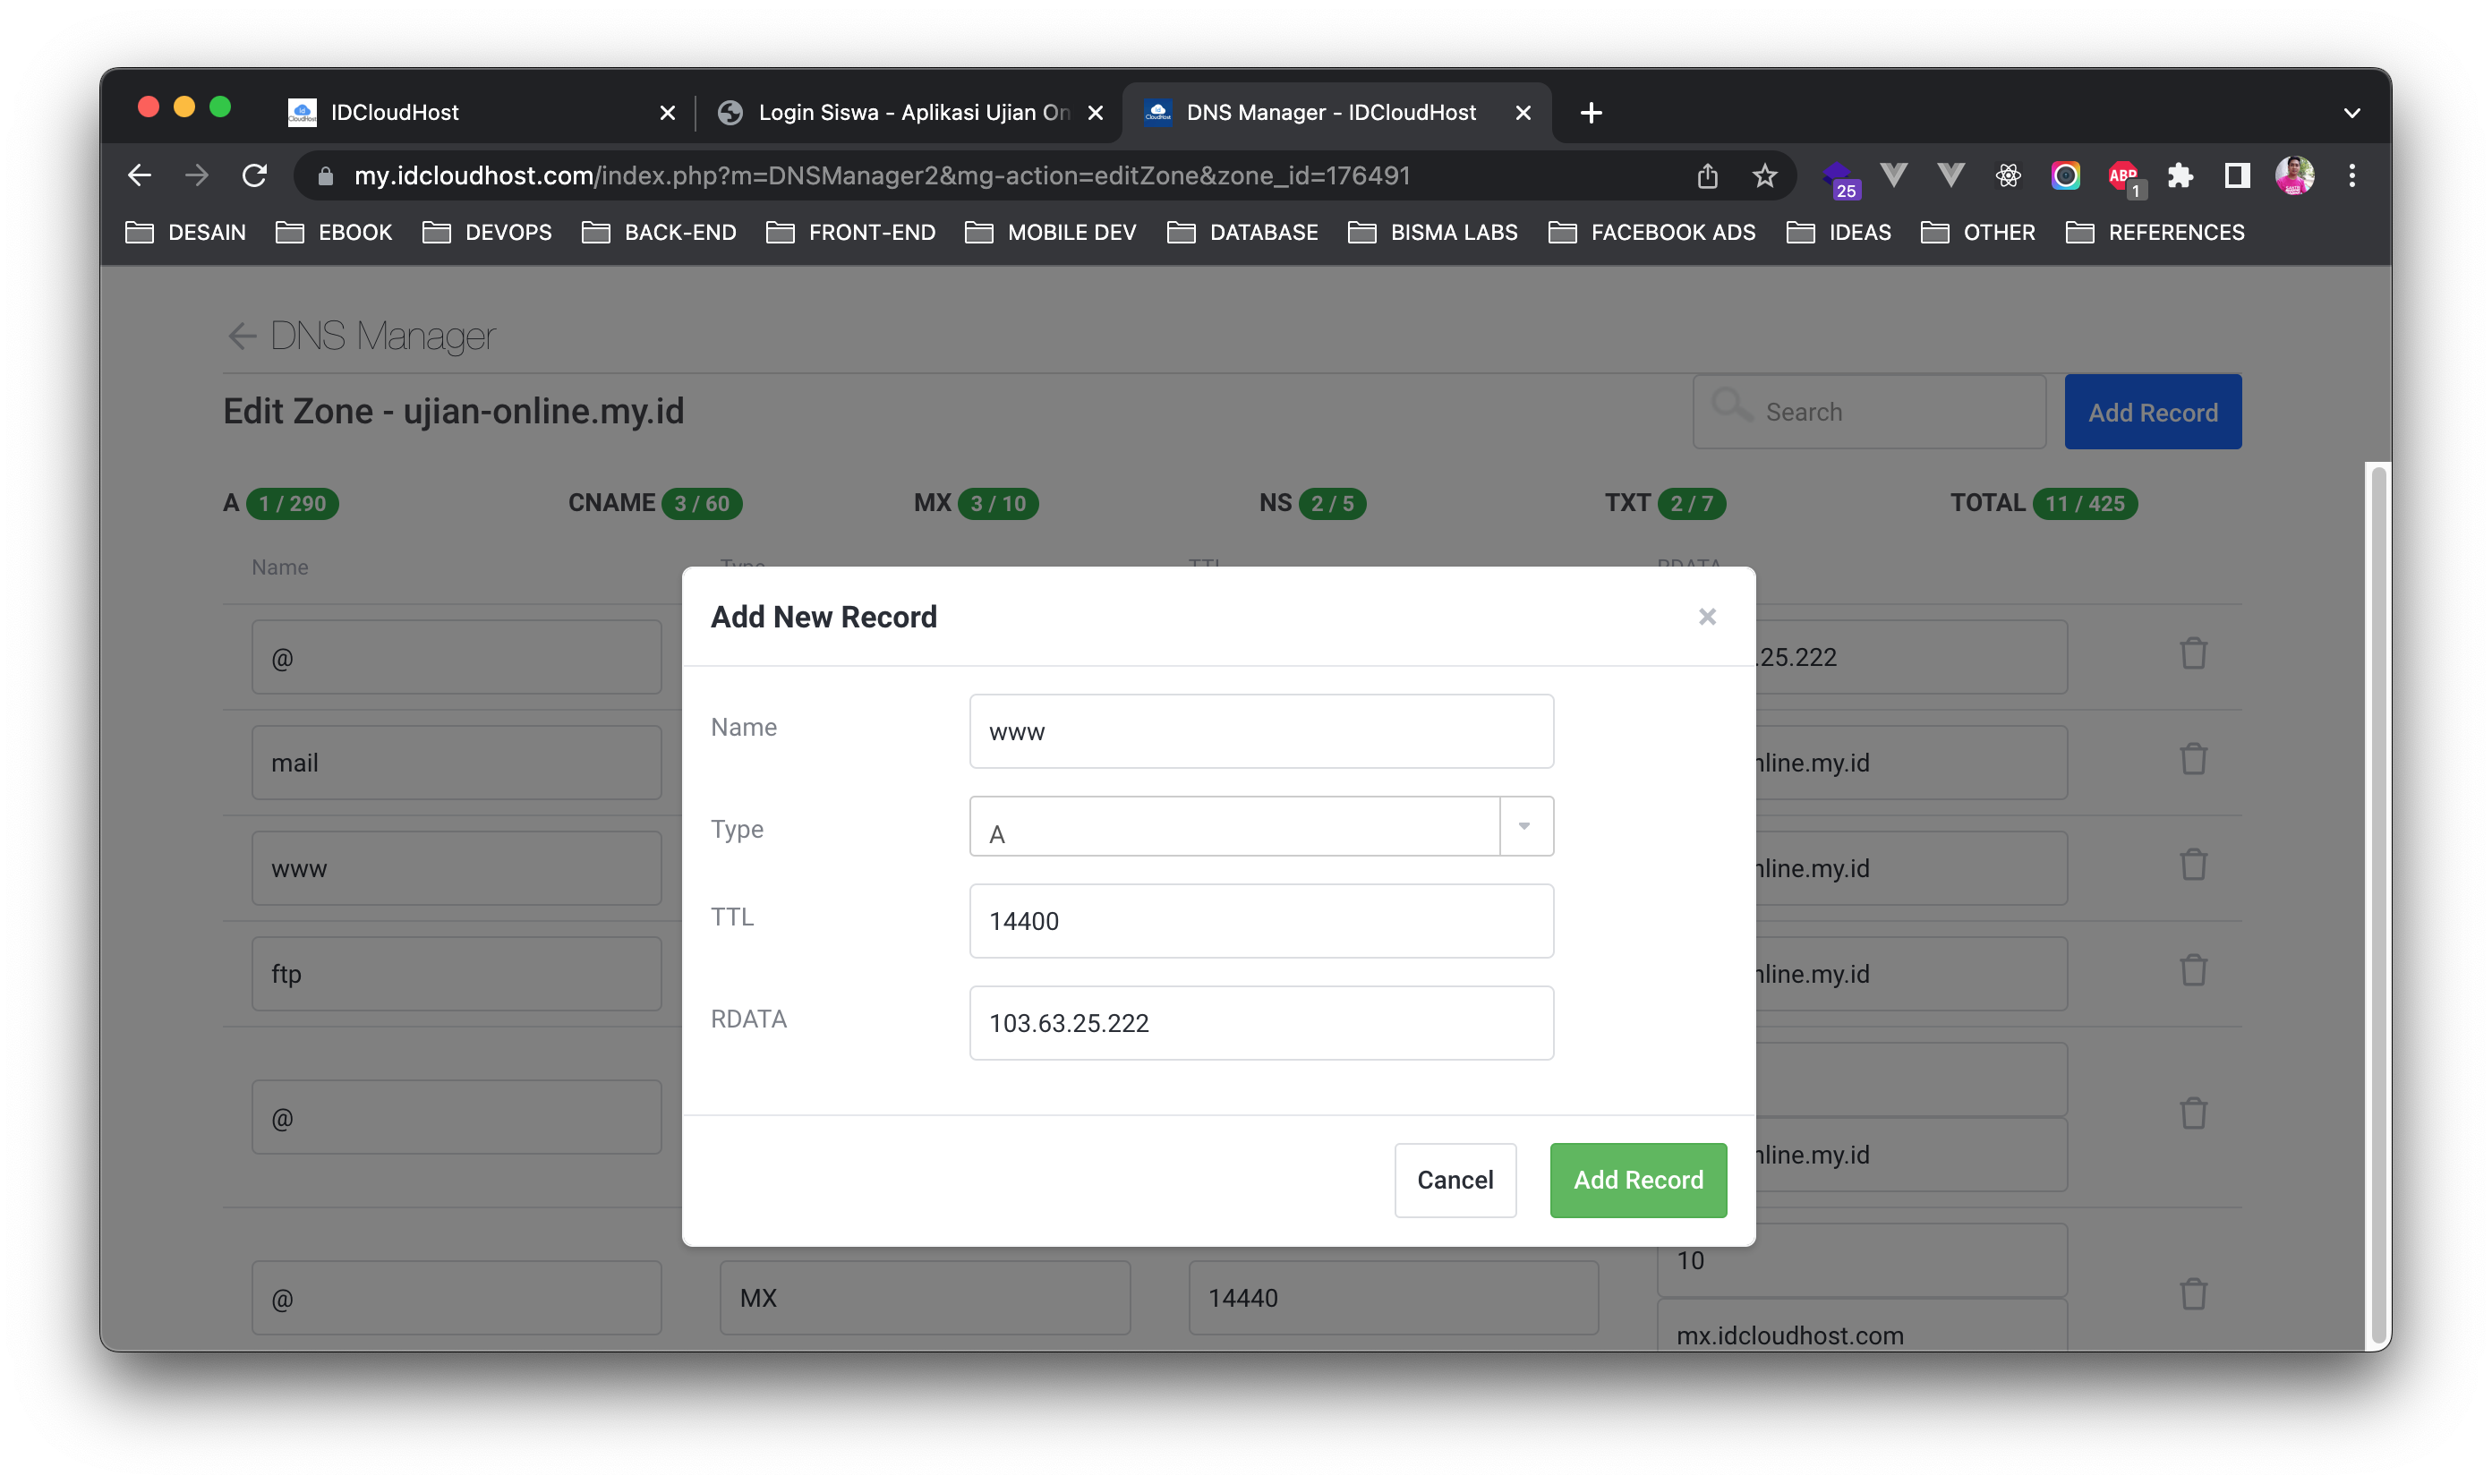 IDCloudHost
Login Siswa - Aplikasi Ujian On
DNS Manager - IDCloudHost
my.idcloudhost.com/index.php?m=DNSManager2&mg-action=editZone&zone_id=176491
25
ABP
1
DESAIN
EBOOK
DEVOPS
BACK-END
FRONT-END
MOBILE DEV
DATABASE
BISMA LABS
FACEBOOK ADS
IDEAS
OTHER
REFERENCES
DNS Manager
Edit Zone - ujian-online.my.id
Search
Add Record
A 1 / 290
CNAME 3 / 60
MX 3 / 10
NS 2 / 5
TXT 2 / 7
TOTAL 11 / 425
Name
Type
TTL
RDATA
@
.25.222
mail
nline.my.id
www
nline.my.id
ftp
nline.my.id
@
nline.my.id
@
MX
14440
10
mx.idcloudhost.com
Add New Record
Name
www
Type
A
TTL
14400
RDATA
103.63.25.222
Cancel
Add Record